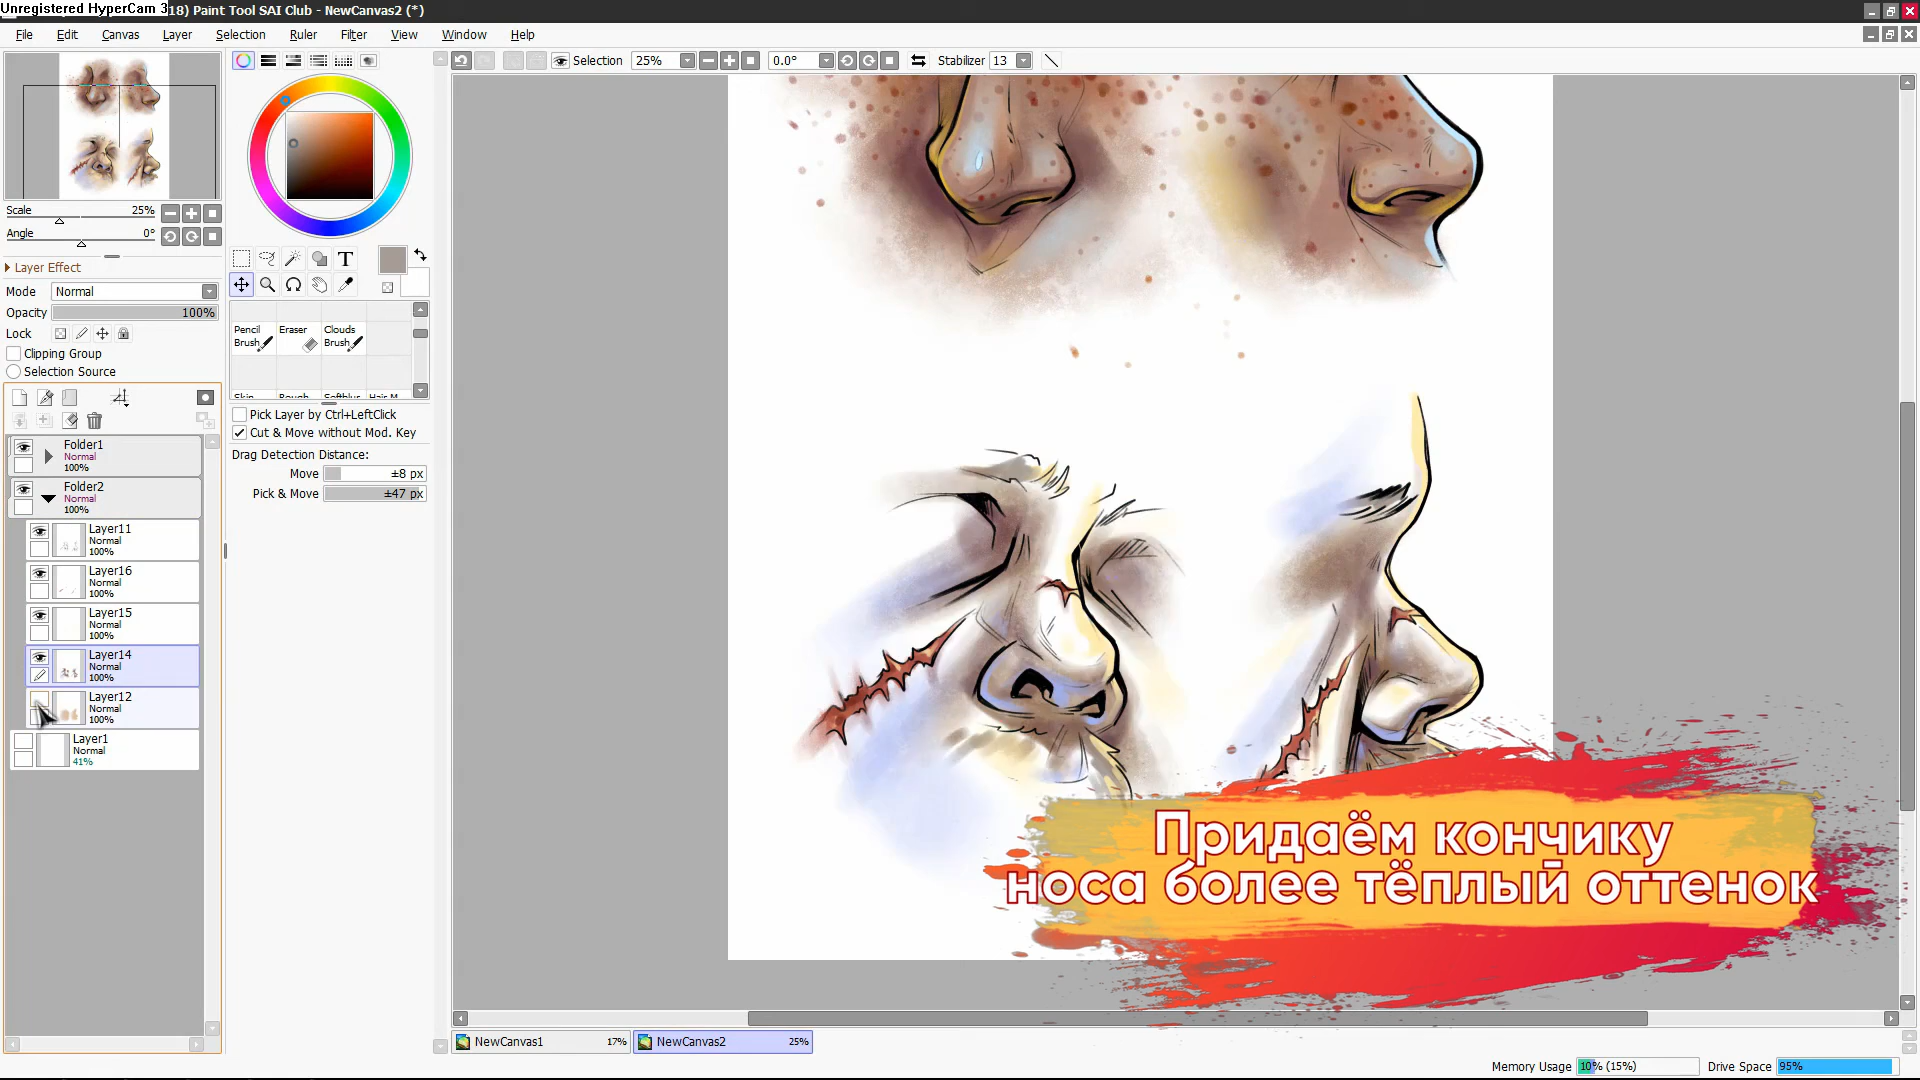 Unregistered HyperCam 3
18) Paint Tool SAI Club - NewCanvas2 (*)
File Edit Canvas Layer Selection Ruler Filter View Window Help
Selection 25% 0.0° Stabilizer 13
Scale 25%
Angle 0°
Layer Effect
Mode Normal
Opacity 100%
Lock
Clipping Group
Selection Source
T
Pencil Brush
Eraser
Clouds Brush
Pick Layer by Ctrl+LeftClick
Cut & Move without Mod. Key
Drag Detection Distance:
Move ±8 px
Pick & Move ±47 px
Folder1
Normal
100%
Folder2
Normal
100%
Layer11
Normal
100%
Layer16
Normal
100%
Layer15
Normal
100%
Layer14
Normal
100%
Layer12
Normal
100%
Layer1
Normal
41%
Придаём кончику
носа более тёплый оттенок
NewCanvas1 17%
NewCanvas2 25%
Memory Usage 10% (15%) Drive Space 95%